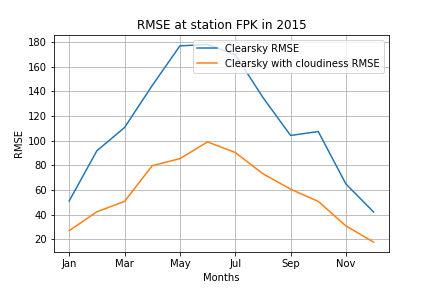 RMSE at station FPK in 2015
Clearsky RMSE
Clearsky with cloudiness RMSE
RMSE
180
160
140
120
100
80
60
40
20
Jan Mar May Jul Sep Nov
Months